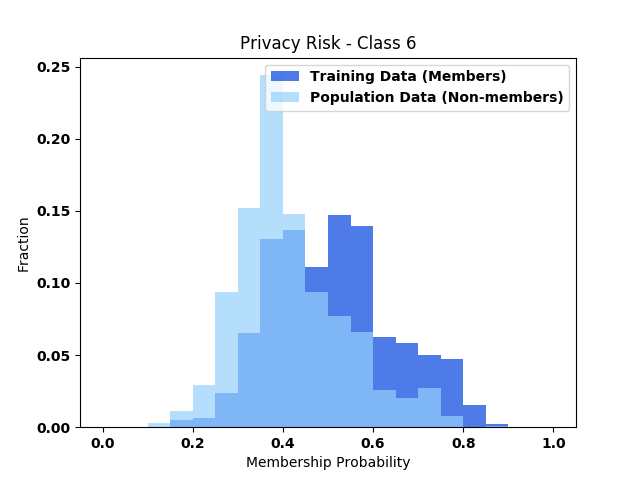 Privacy Risk - Class 6
Training Data (Members)
Population Data (Non-members)
0.25
0.20
0.15
0.10
0.05
0.00
Fraction
0.0 0.2 0.4 0.6 0.8 1.0
Membership Probability